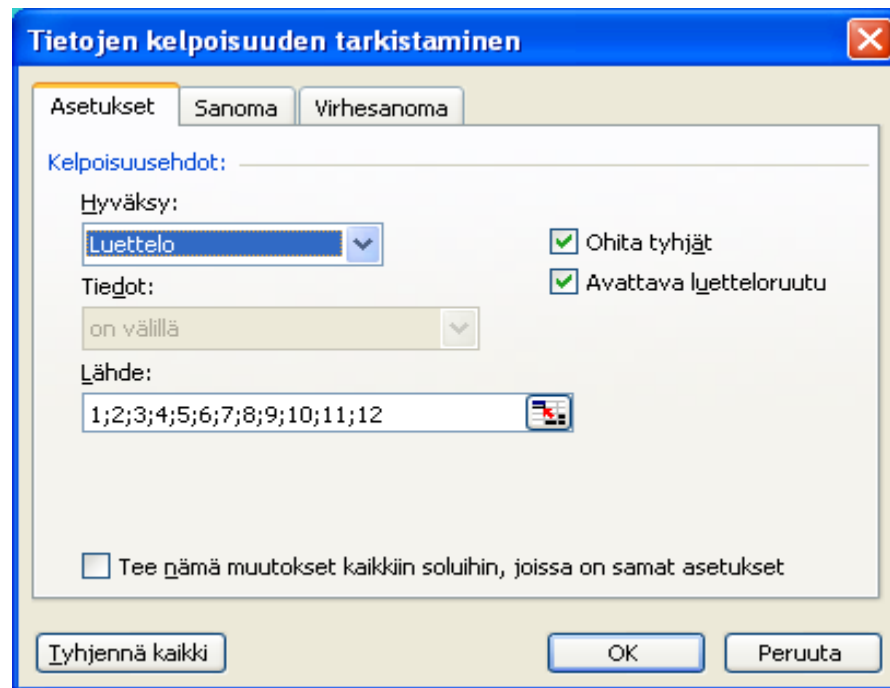 Tietojen kelpoisuuden tarkistaminen
Asetukset Sanoma Virhesanoma
Kelpoisuusehdot:
Hyväksy:
Luettelo
Ohita tyhjät
Tiedot:
Avattava luetteloruutu
on välillä
Lähde:
1;2;3;4;5;6;7;8;9;10;11;12
Tee nämä muutokset kaikkiin soluihin, joissa on samat asetukset
Tyhjennä kaikki OK Peruuta